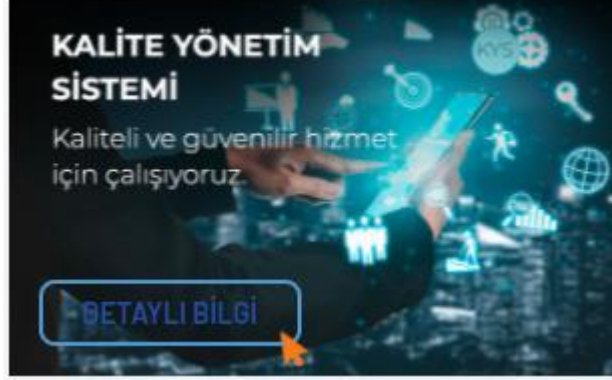 KALİTE YÖNETİM
SİSTEMİ
KYS
Kaliteli ve güvenilir hizmet
için çalışıyoruz.
DETAYLI BİLGİ